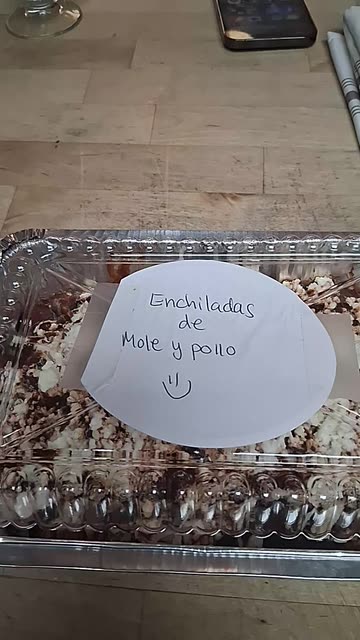 Enchiladas
de
Mole y pollo